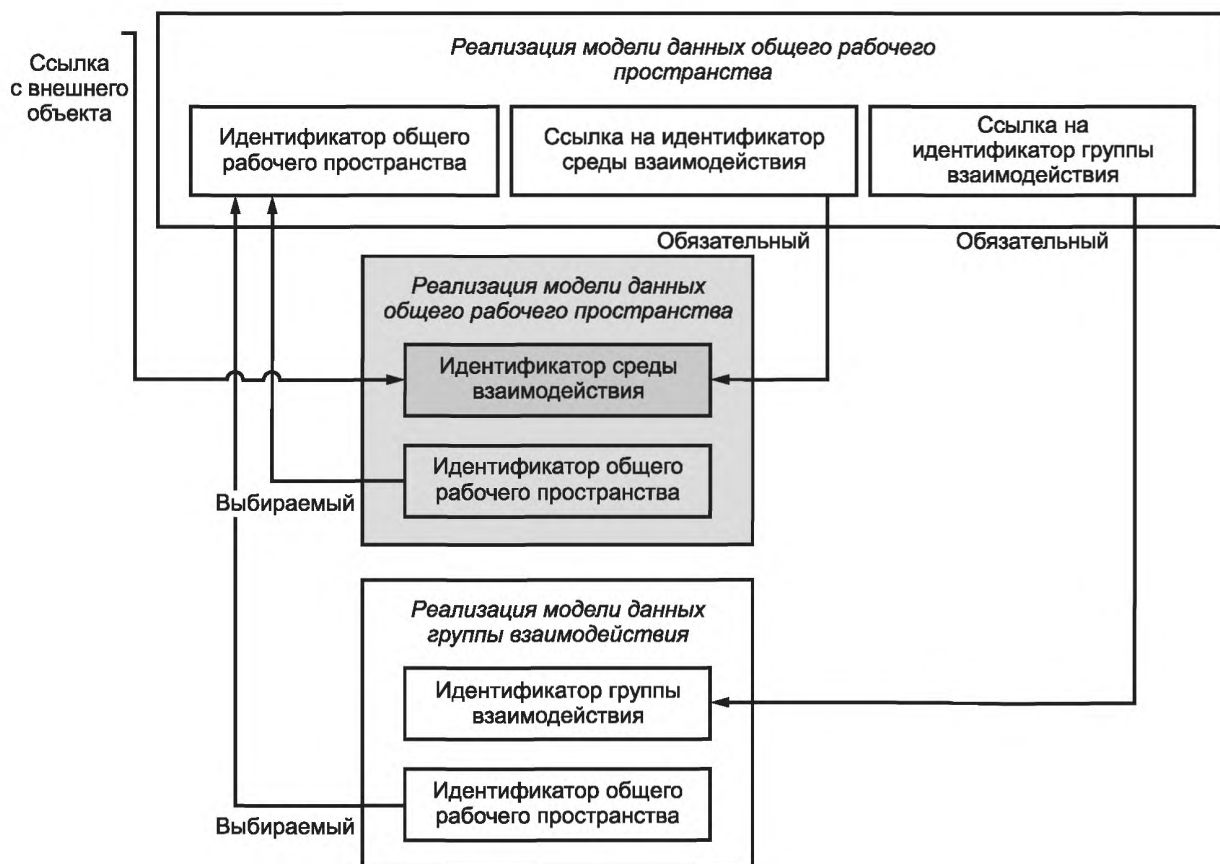 Реализация модели данных общего рабочего
пространства
Ссылка
с внешнего
объекта
Идентификатор общего
рабочего пространства
Ссылка на идентификатор
среды взаимодействия
Ссылка на
идентификатор группы
взаимодействия
Обязательный
Обязательный
Реализация модели данных
общего рабочего пространства
Идентификатор среды
взаимодействия
Идентификатор общего
рабочего пространства
Выбираемый
Реализация модели данных
группы взаимодействия
Идентификатор группы
взаимодействия
Идентификатор общего
рабочего пространства
Выбираемый